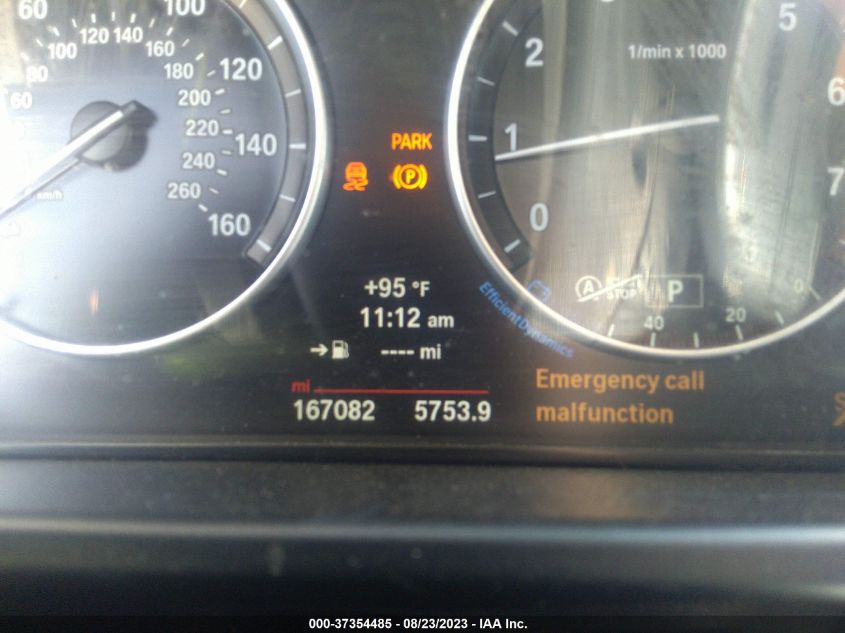 60
80
60
100
100
120
140
160
180
200
220
240
260
120
140
160
km/h
PARK
P
+95 °F
11:12 am
---- mi
mi
167082 5753.9
1/min x 1000
0
1
2
5
6
7
A
STOP
P
EfficientDynamics
40
20
0
Emergency call
malfunction
000-37354485 - 08/23/2023 - IAA Inc.